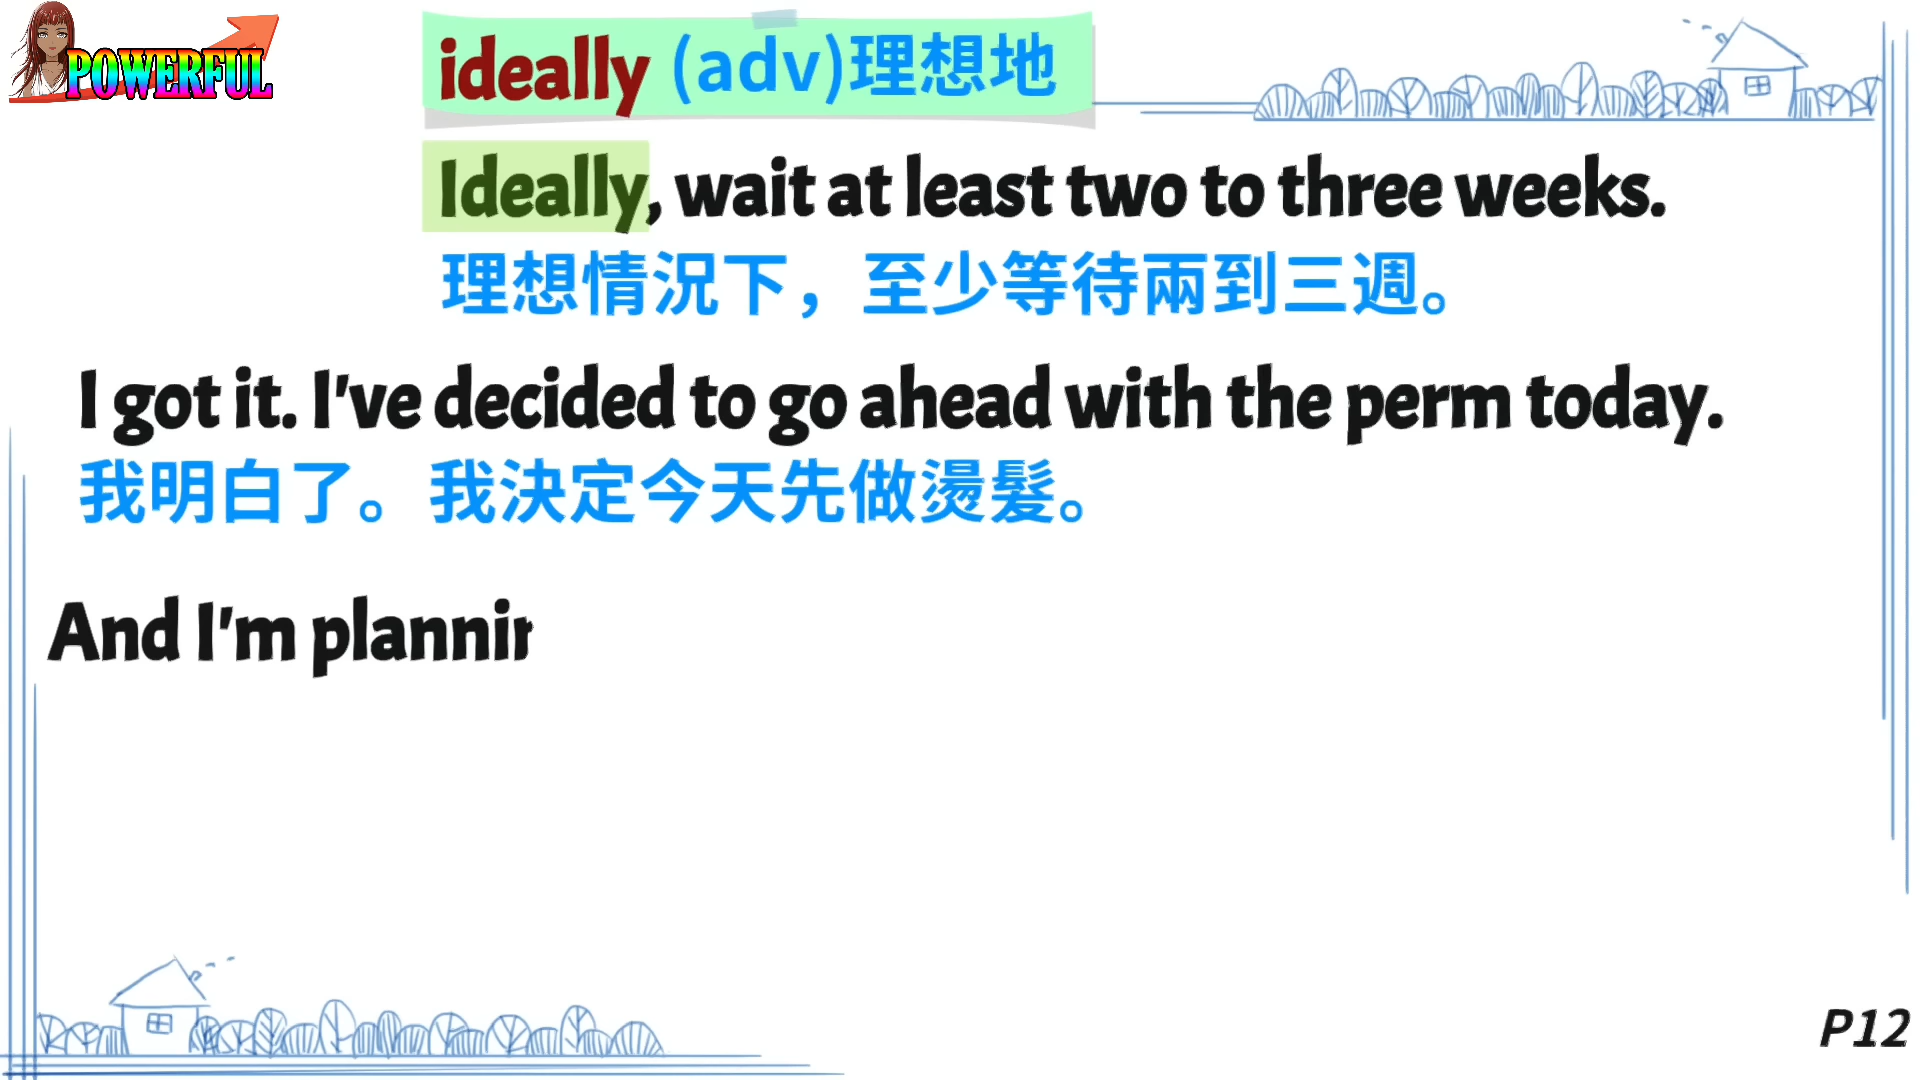 POWERFUL
ideally (adv)理想地
Ideally, wait at least two to three weeks.
理想情況下，至少等待兩到三週。
I got it. I've decided to go ahead with the perm today.
我明白了。我決定今天先做燙髮。
And I'm
P12